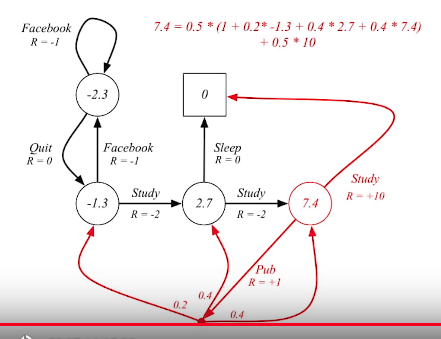 Facebook
R = -1
7.4 = 0.5 * (1 + 0.2* -1.3 + 0.4 * 2.7 + 0.4 * 7.4)
+ 0.5 * 10
-2.3
0
Quit
R = 0
Facebook
R = -1
Sleep
R = 0
Study
R = +10
-1.3
Study
R = -2
2.7
Study
R = -2
7.4
Pub
R = +1
0.2
0.4
0.4